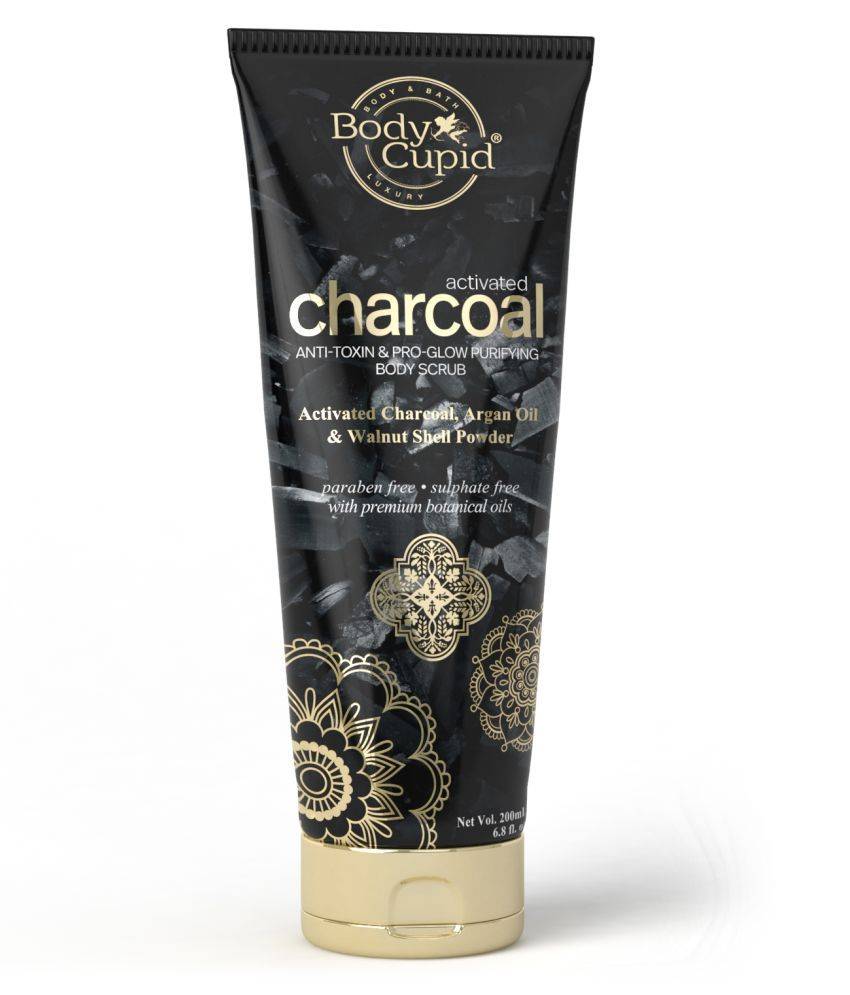 BODY & BATH
Body
Cupid®
LUXURY
activated
charcoal
ANTI-TOXIN & PRO-GLOW PURIFYING
BODY SCRUB
Activated Charcoal, Argan Oil
& Walnut Shell Powder
paraben free • sulphate free
with premium botanical oils
Net Vol. 200ml
6.8 fl.